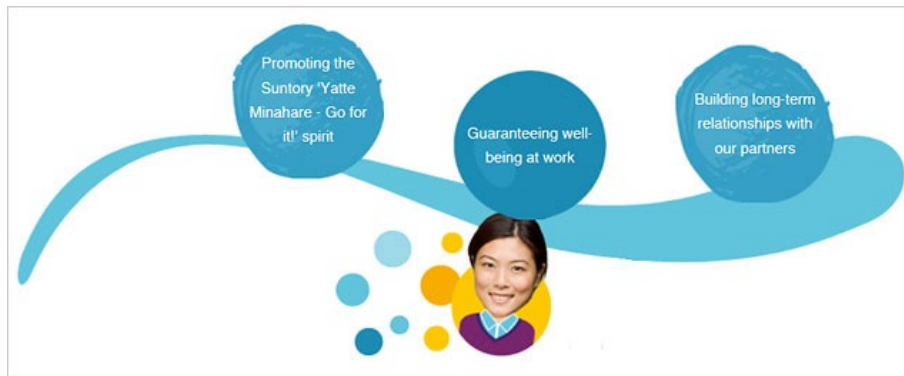 Promoting the
Suntory 'Yatte
Minahare - Go for
it!' spirit
Guaranteeing well-
being at work
Building long-term
relationships with
our partners